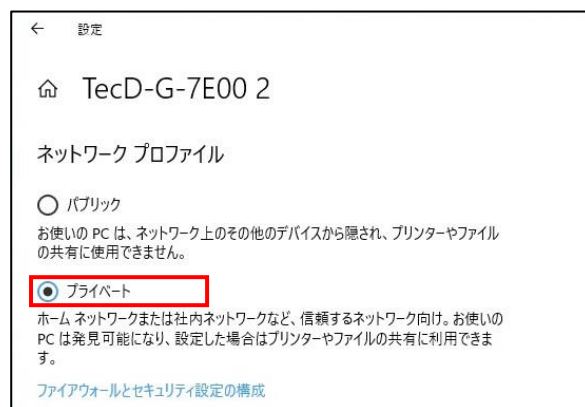 ← 設定
TecD-G-7E00 2
ネットワーク プロファイル
パブリック
お使いの PC は、ネットワーク上のその他のデバイスから隠され、プリンターやファイル
の共有に使用できません。
プライベート
ホーム ネットワークまたは社内ネットワークなど、信頼するネットワーク向け。お使いの
PC は発見可能になり、設定した場合はプリンターやファイルの共有に利用できま
す。
ファイアウォールとセキュリティ設定の構成